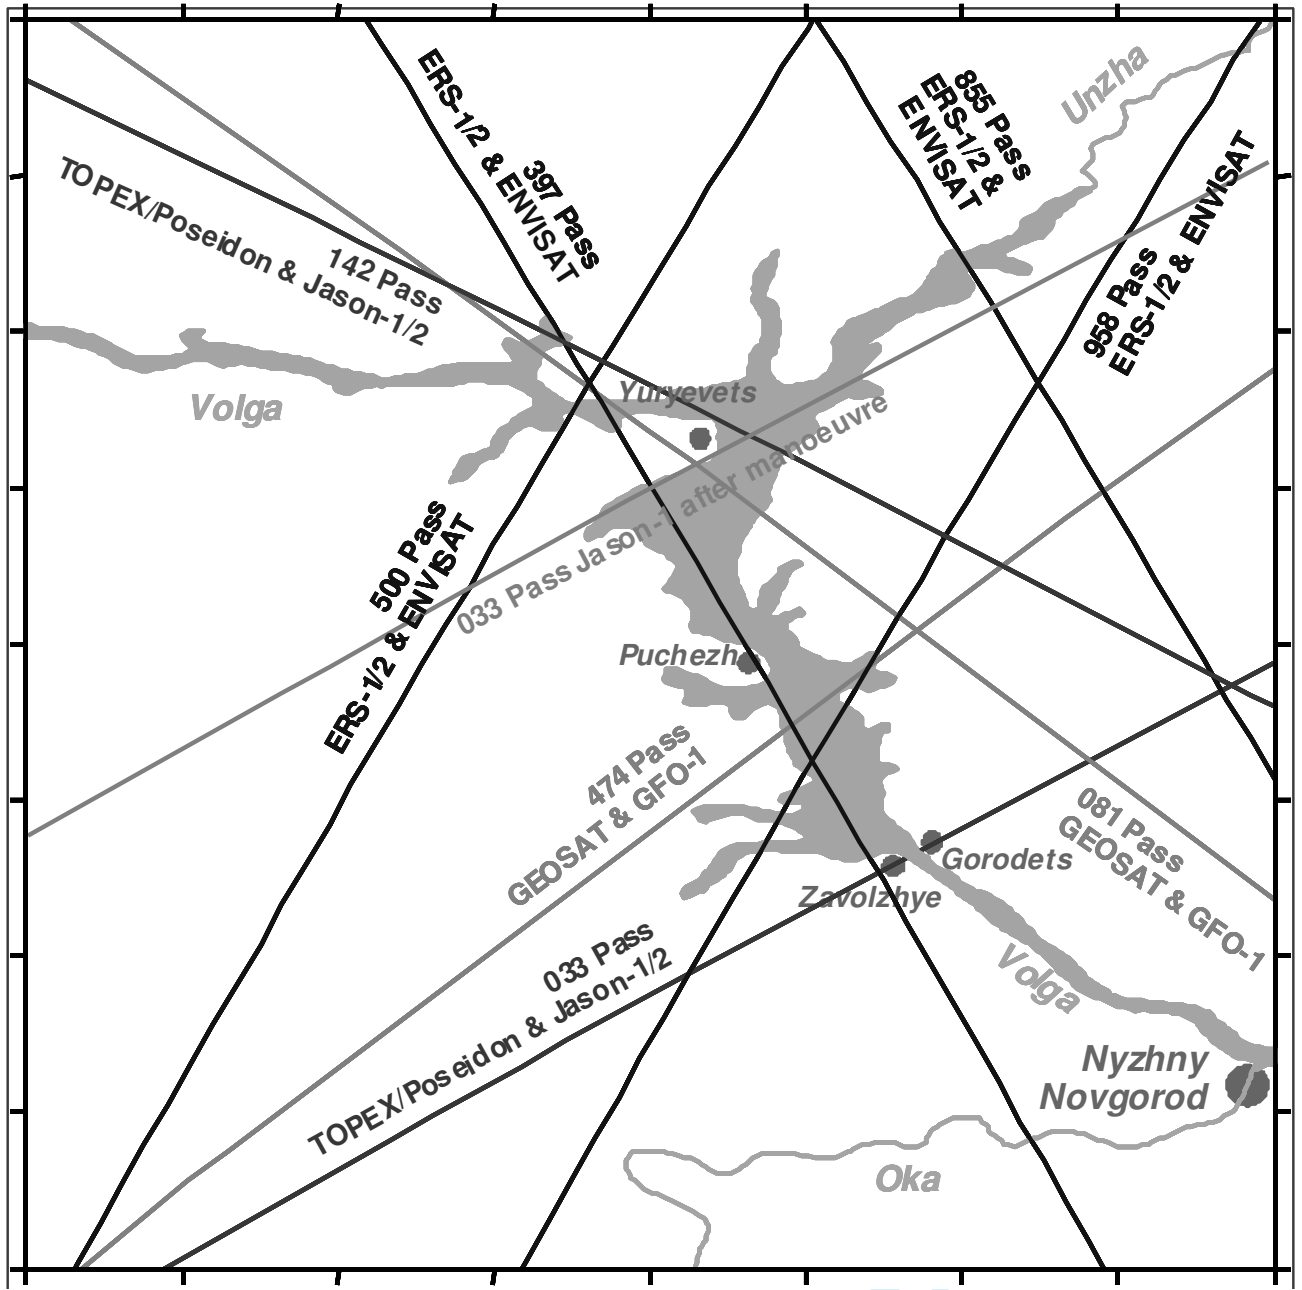 ERS-1/2 & ENVISAT
397 Pass
855 Pass
ERS-1/2 &
ENVISAT
Unzha
TOPEX/Poseidon & Jason-1/2
142 Pass
958 Pass
ERS-1/2 & ENVISAT
Volga
Yuryevets
500 Pass
ERS-1/2 & ENVISAT
033 Pass Jason-1 after manoeuvre
Puchezh
474 Pass
GEOSAT & GFO-1
081 Pass
GEOSAT & GFO-1
Gorodets
Zavolzhye
033 Pass
TOPEX/Poseidon & Jason-1/2
Volga
Nyzhny
Novgorod
Oka